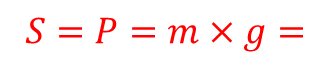 S = P = m × g =